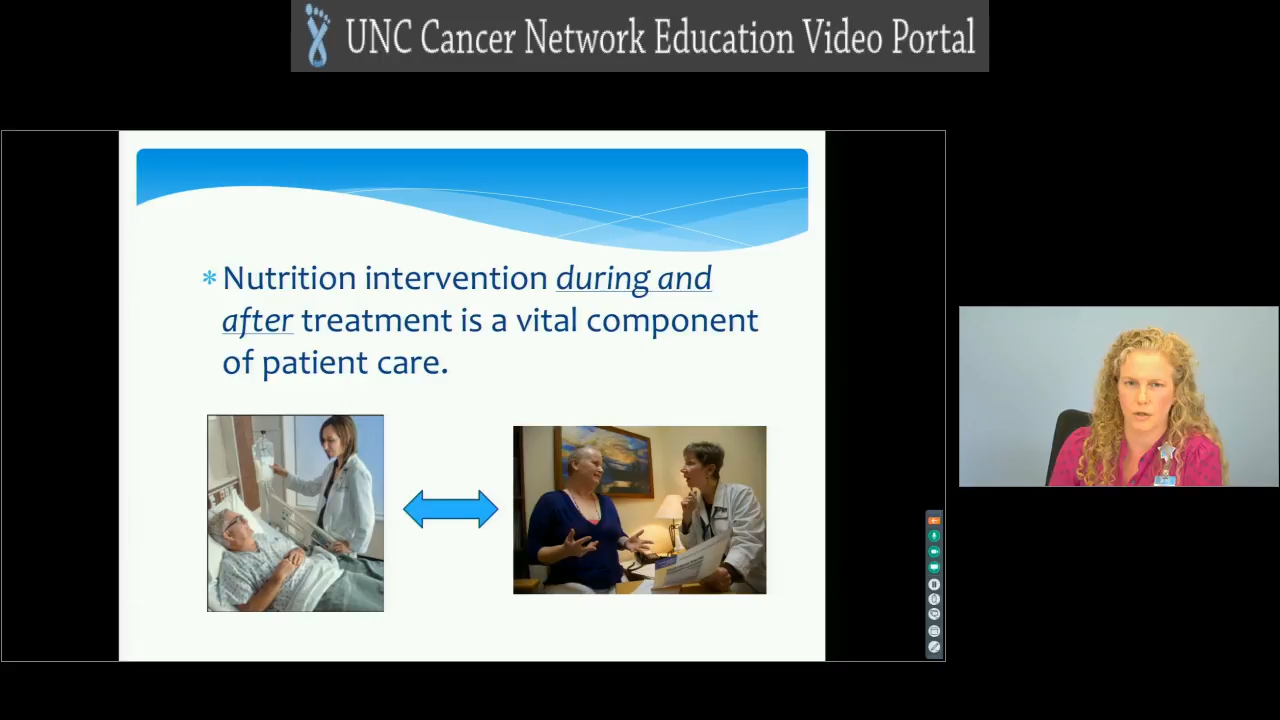 UNC Cancer Network Education Video Portal
* Nutrition intervention during and
after treatment is a vital component
of patient care.